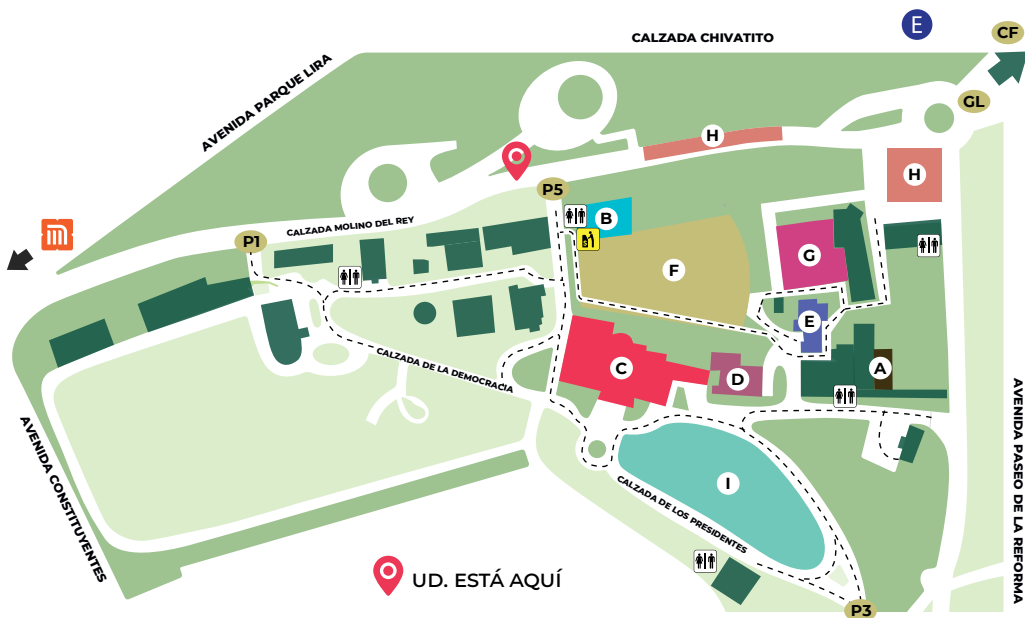 E
CF
CALZADA CHIVATITO
AVENIDA PARQUE LIRA
GL
H
H
P5
B
CALZADA MOLINO DEL REY
P1
G
F
E
C
D
A
CALZADA DE LA DEMOCRACIA
AVENIDA CONSTITUYENTES
I
CALZADA DE LOS PRESIDENTES
AVENIDA PASEO DE LA REFORMA
UD. ESTÁ AQUÍ
P3